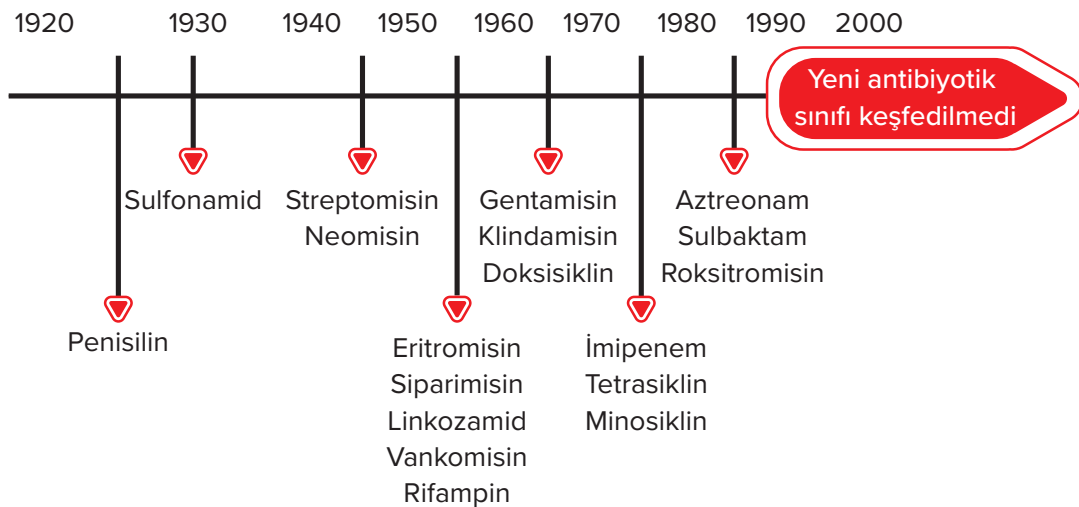 1920 1930 1940 1950 1960 1970 1980 1990 2000
Yeni antibiyotik
sınıfı keşfedilmedi
Penisilin
Sulfonamid
Streptomisin
Neomisin
Eritromisin
Siparimisin
Linkozamid
Vankomisin
Rifampin
Gentamisin
Klindamisin
Doksisiklin
İmipenem
Tetrasiklin
Minosiklin
Aztreonam
Sulbaktam
Roksitromisin